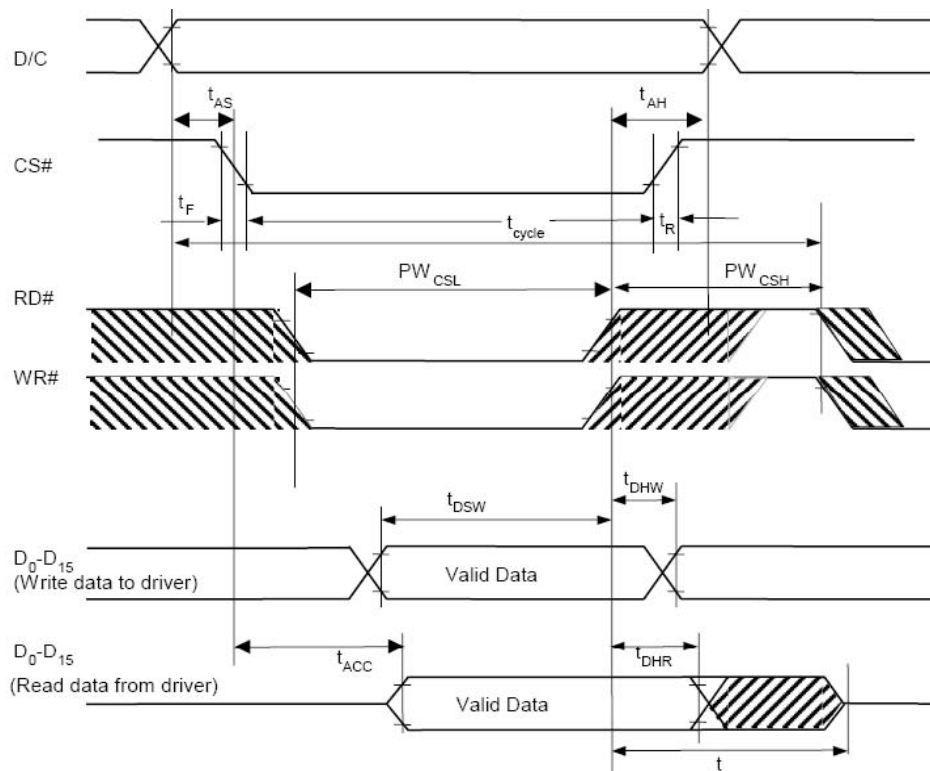 D/C
tAS
tAH
CS#
tF
tcycle
tR
PWCSL
PWCSH
RD#
WR#
tDSW
tDHW
D0-D15
(Write data to driver)
Valid Data
D0-D15
(Read data from driver)
tACC
tDHR
Valid Data
t